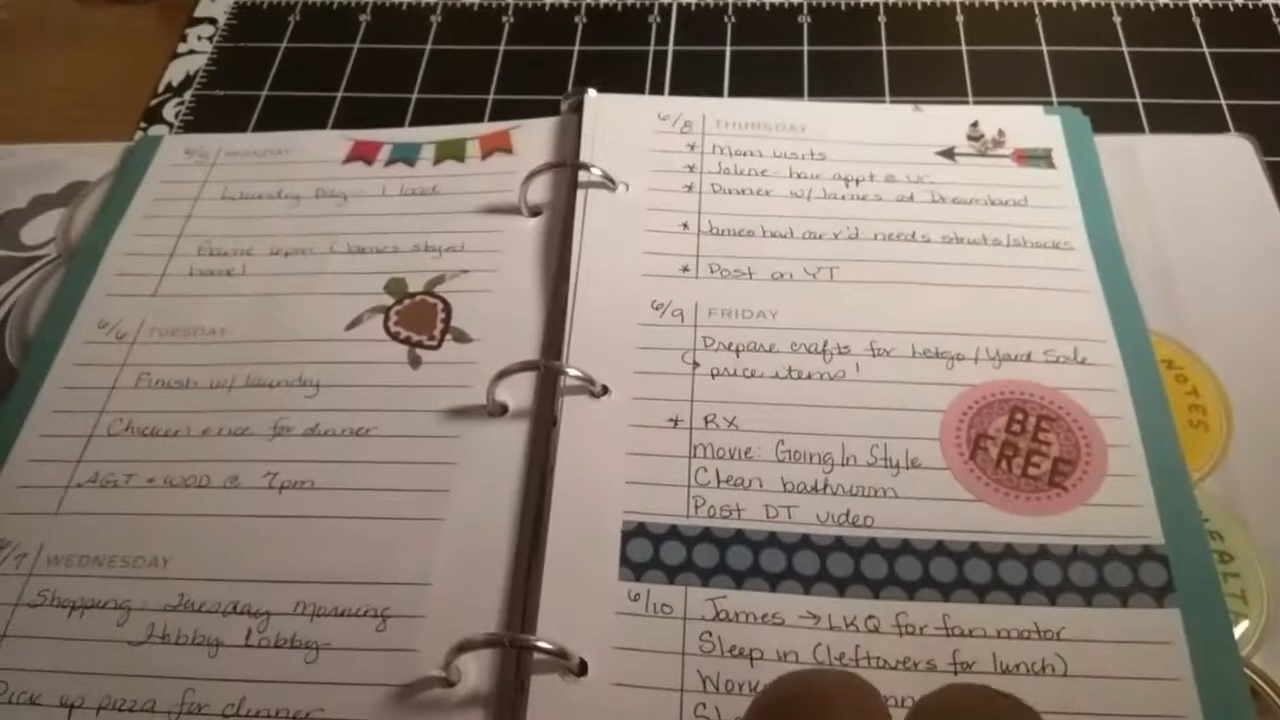 MONDAY
Laundry Day - 1 load
(James stayed
home)
6/6 TUESDAY
Finish w/ laundry
Chicken & rice for dinner
AGT & WOD @ 7pm
6/7 WEDNESDAY
Shopping: Tuesday Morning
Hobby Lobby
Pick up pizza for dinner
6/8 THURSDAY
* Mom visits
* Jolene hair appt @ UC
* Dinner w/ James at Dreamland
* James had car x'd needs struts/shocks
* Post on YT
6/9 FRIDAY
Prepare crafts for letgo/Yard Sale
price items!
* RX
movie: Going In Style
Clean bathroom
Post DT video
BE
FREE
6/10 James → LKQ for fan motor
Sleep in (leftovers for lunch)
Work
NOTES